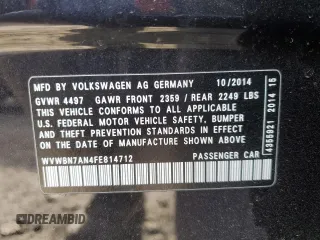 MFD. BY VOLKSWAGEN AG GERMANY 10/2014
GVWR 4497 GAWR FRONT 2359 / REAR 2249 LBS
THIS VEHICLE CONFORMS TO ALL APPLICABLE
U.S. FEDERAL MOTOR VEHICLE SAFETY, BUMPER
AND THEFT PREVENTION STANDARDS IN EFFECT
ON THE DATE OF MANUFACTURE SHOWN ABOVE
WVWBN7AN4FE814712 PASSENGER CAR
4355921 2014 15
DREAMBID